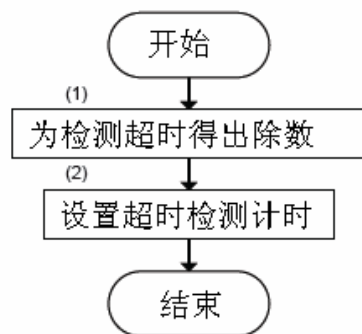 开始
(1)
为检测超时得出除数
(2)
设置超时检测计时
结束